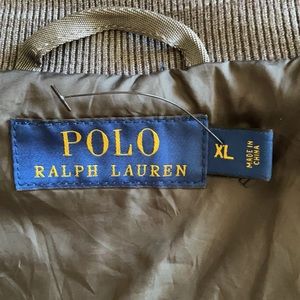 POLO
RALPH LAUREN
XL
MADE IN
CHINA